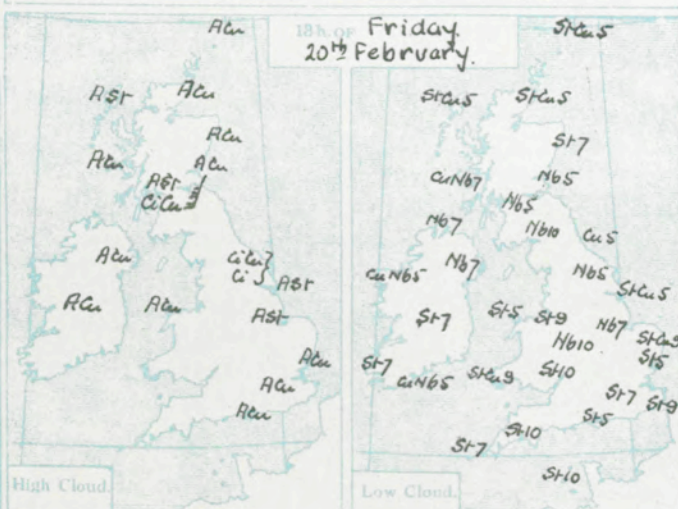 18h. OF Friday
20th February.
ACu
ASt ACu
ACu
ACu ACu
ASt
CiCu
ACu CiCu
Ci ASt
ACu ACu ASt
ACu
ACu
ACu
High Cloud.
StCu5
StCu5 StCu5
St7
CuNb7 Nb5
Nb5
Nb7 Nb10 Cu5
Nb7 Nb5
CuNb5 StCu5
St7 St5 St9 Nb7
Nb10 StCu9
St5
St7 CuNb5 StCu9 St10
St7 St9
St5
St10
St7
St10
Low Cloud.